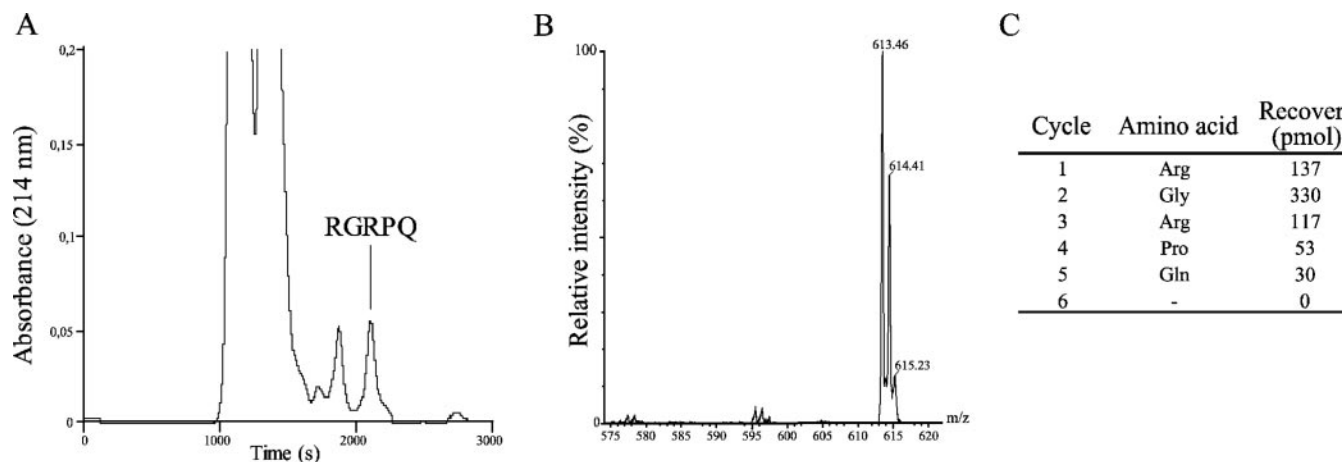 A
0,2
0,15
0,1
0,05
0
Absorbance (214 nm)
RGRPQ
0 1000 2000 3000
Time (s)
B
100
0
Relative intensity (%)
613.46
614.41
615.23
m/z
575 580 585 590 595 600 605 610 615 620
C
Cycle Amino acid Recover (pmol)
1 Arg 137
2 Gly 330
3 Arg 117
4 Pro 53
5 Gln 30
6 - 0